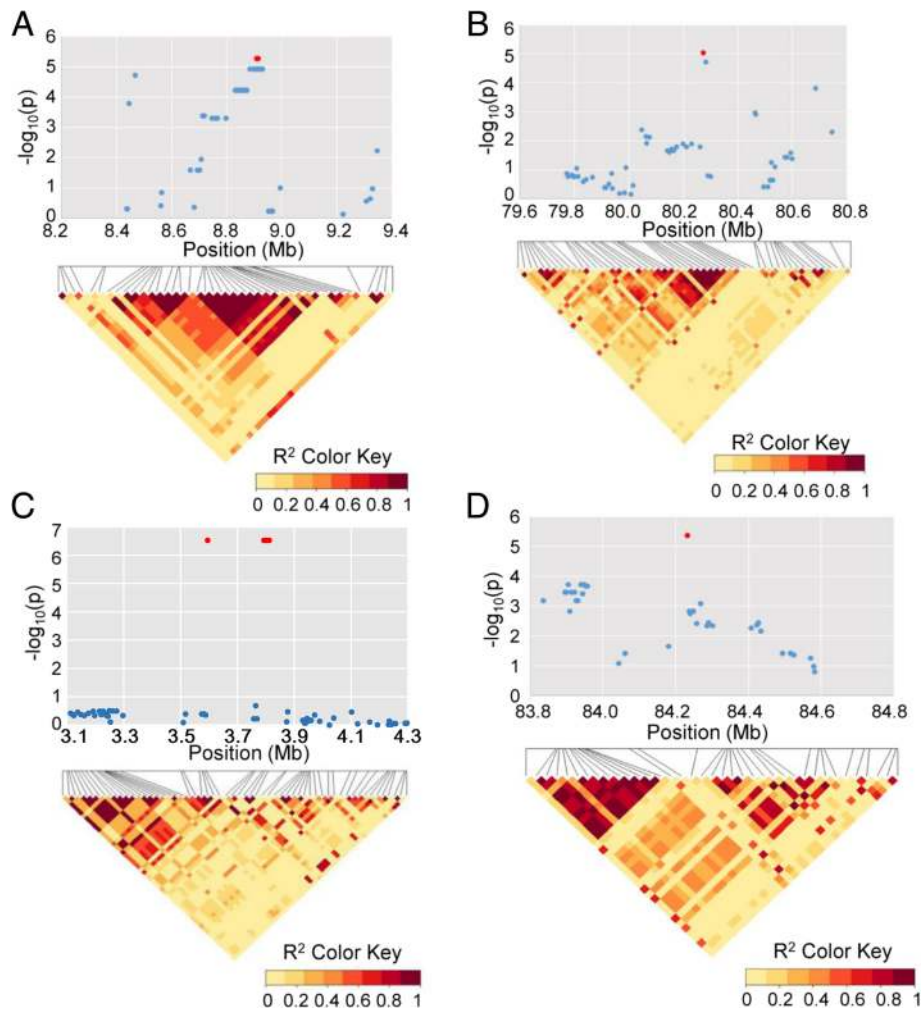 A
6
5
4
3
2
1
0
-log10(p)
8.2 8.4 8.6 8.8 9.0 9.2 9.4
Position (Mb)
R² Color Key
0 0.2 0.4 0.6 0.8 1
B
6
5
4
3
2
1
0
-log10(p)
79.6 79.8 80.0 80.2 80.4 80.6 80.8
Position (Mb)
R² Color Key
0 0.2 0.4 0.6 0.8 1
C
7
6
5
4
3
2
1
0
-log10(p)
3.1 3.3 3.5 3.7 3.9 4.1 4.3
Position (Mb)
R² Color Key
0 0.2 0.4 0.6 0.8 1
D
6
5
4
3
2
1
0
-log10(p)
83.8 84.0 84.2 84.4 84.6 84.8
Position (Mb)
R² Color Key
0 0.2 0.4 0.6 0.8 1